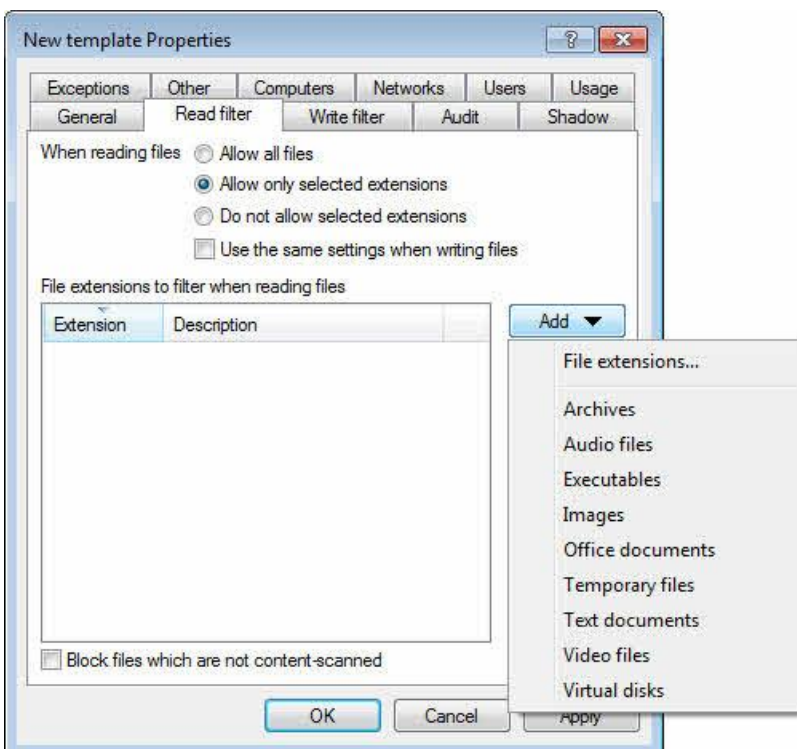 New template Properties
Exceptions Other Computers Networks Users Usage
General Read filter Write filter Audit Shadow
When reading files Allow all files
Allow only selected extensions
Do not allow selected extensions
Use the same settings when writing files
File extensions to filter when reading files
Extension Description Add
File extensions...
Archives
Audio files
Executables
Images
Office documents
Temporary files
Text documents
Video files
Virtual disks
Block files which are not content-scanned
OK Cancel Apply